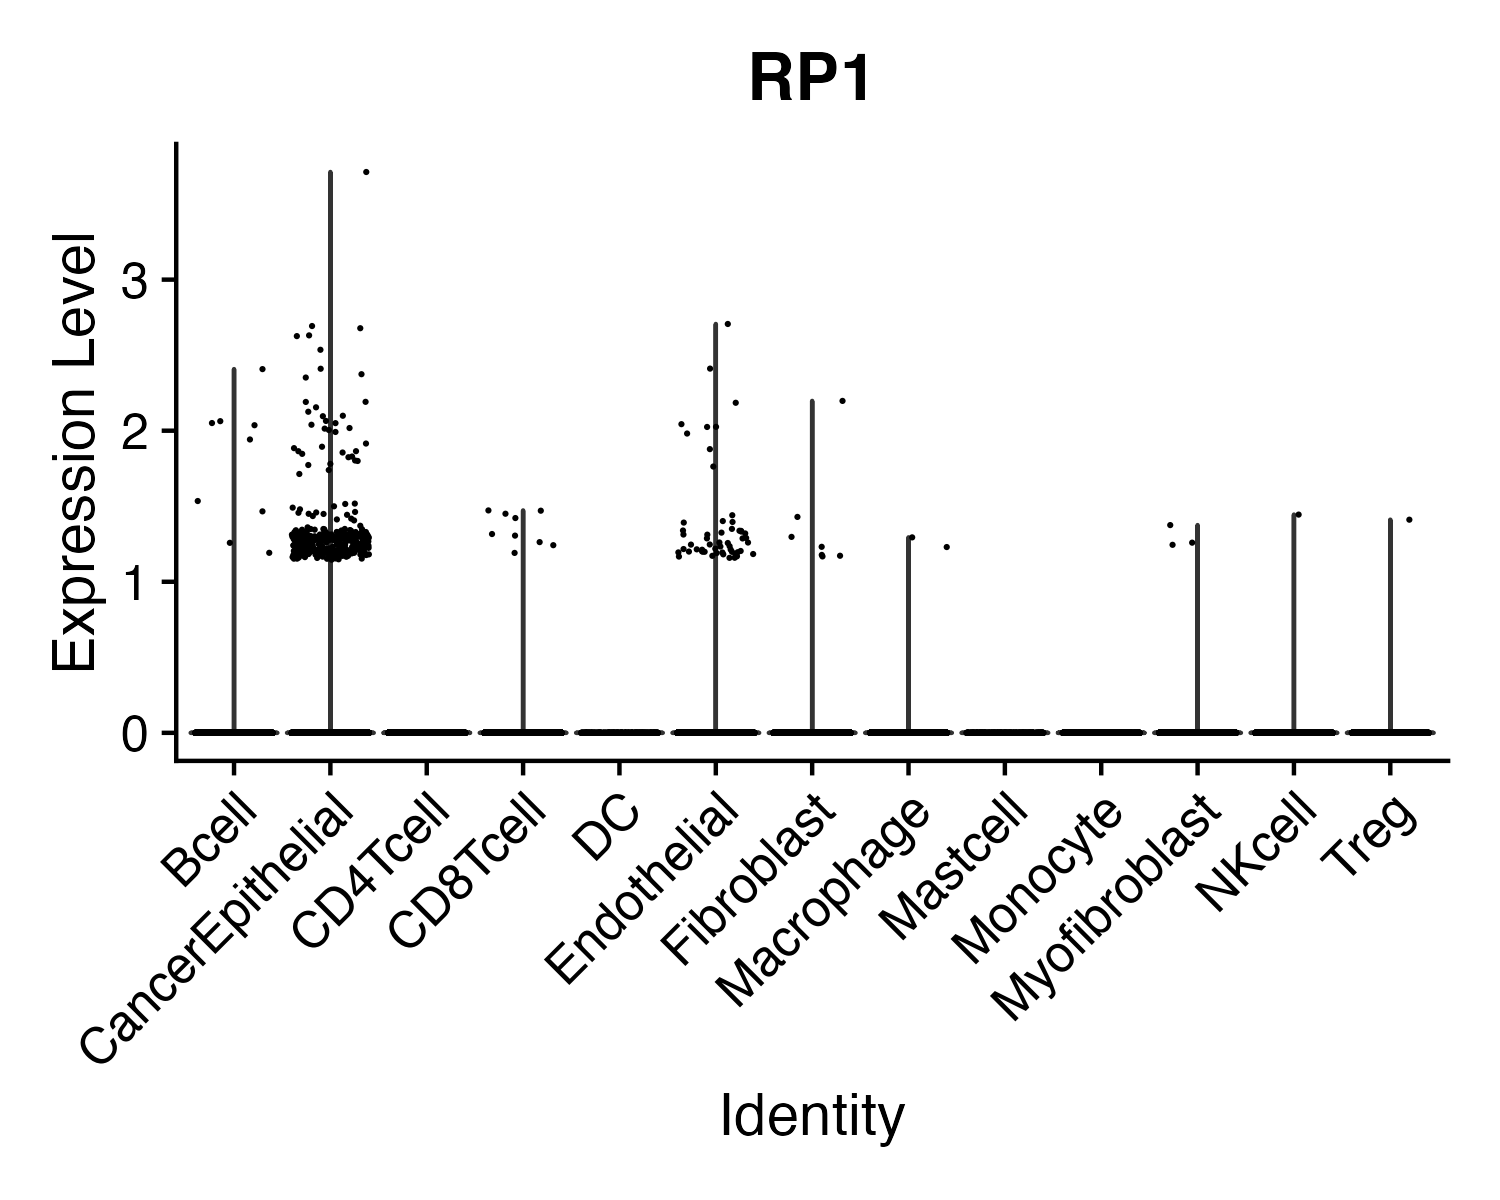 RP1
Expression Level
3
2
1
0
Bcell
CancerEpithelial
CD4Tcell
CD8Tcell
DC
Endothelial
Fibroblast
Macrophage
Mastcell
Monocyte
Myofibroblast
NKcell
Treg
Identity